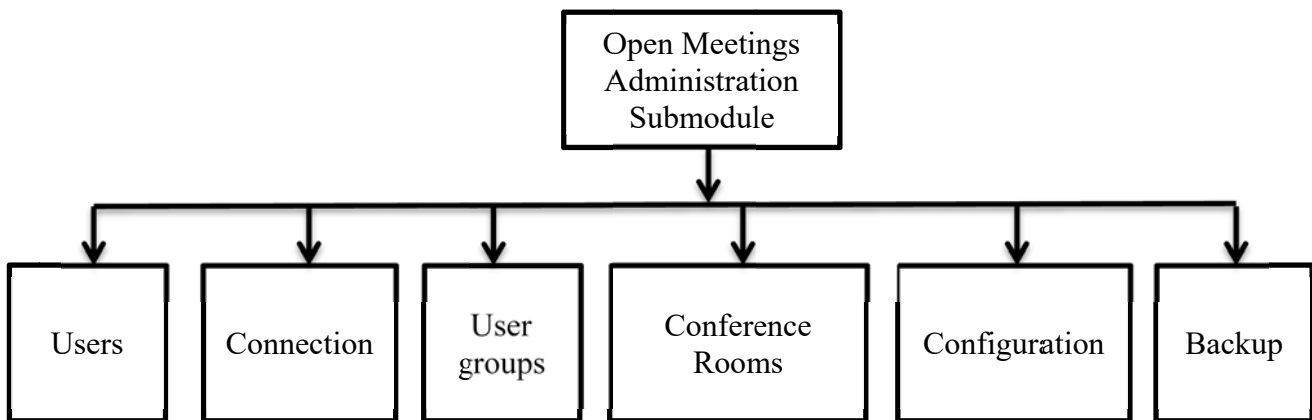 Open Meetings
Administration
Submodule
Users
Connection
User
groups
Conference
Rooms
Configuration
Backup